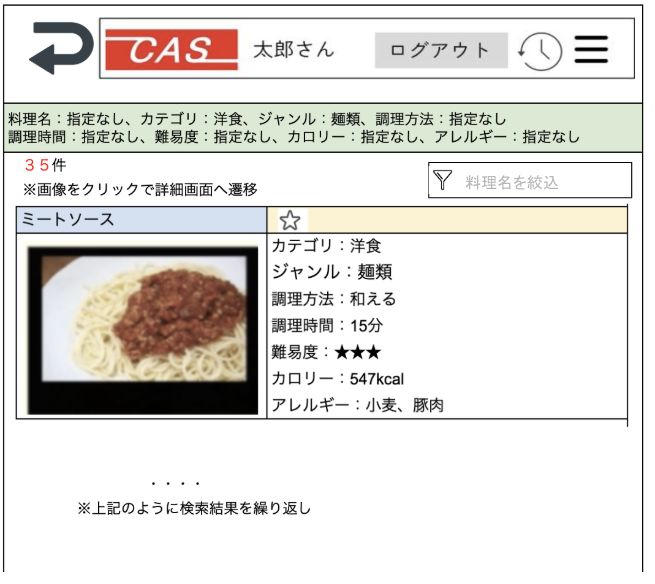 CAS 太郎さん ログアウト
料理名：指定なし、カテゴリ：洋食、ジャンル：麺類、調理方法：指定なし
調理時間：指定なし、難易度：指定なし、カロリー：指定なし、アレルギー：指定なし
３５件
※画像をクリックで詳細画面へ遷移
料理名を絞込
ミートソース
カテゴリ：洋食
ジャンル：麺類
調理方法：和える
調理時間：15分
難易度：★★★
カロリー：547kcal
アレルギー：小麦、豚肉
・・・・
※上記のように検索結果を繰り返し